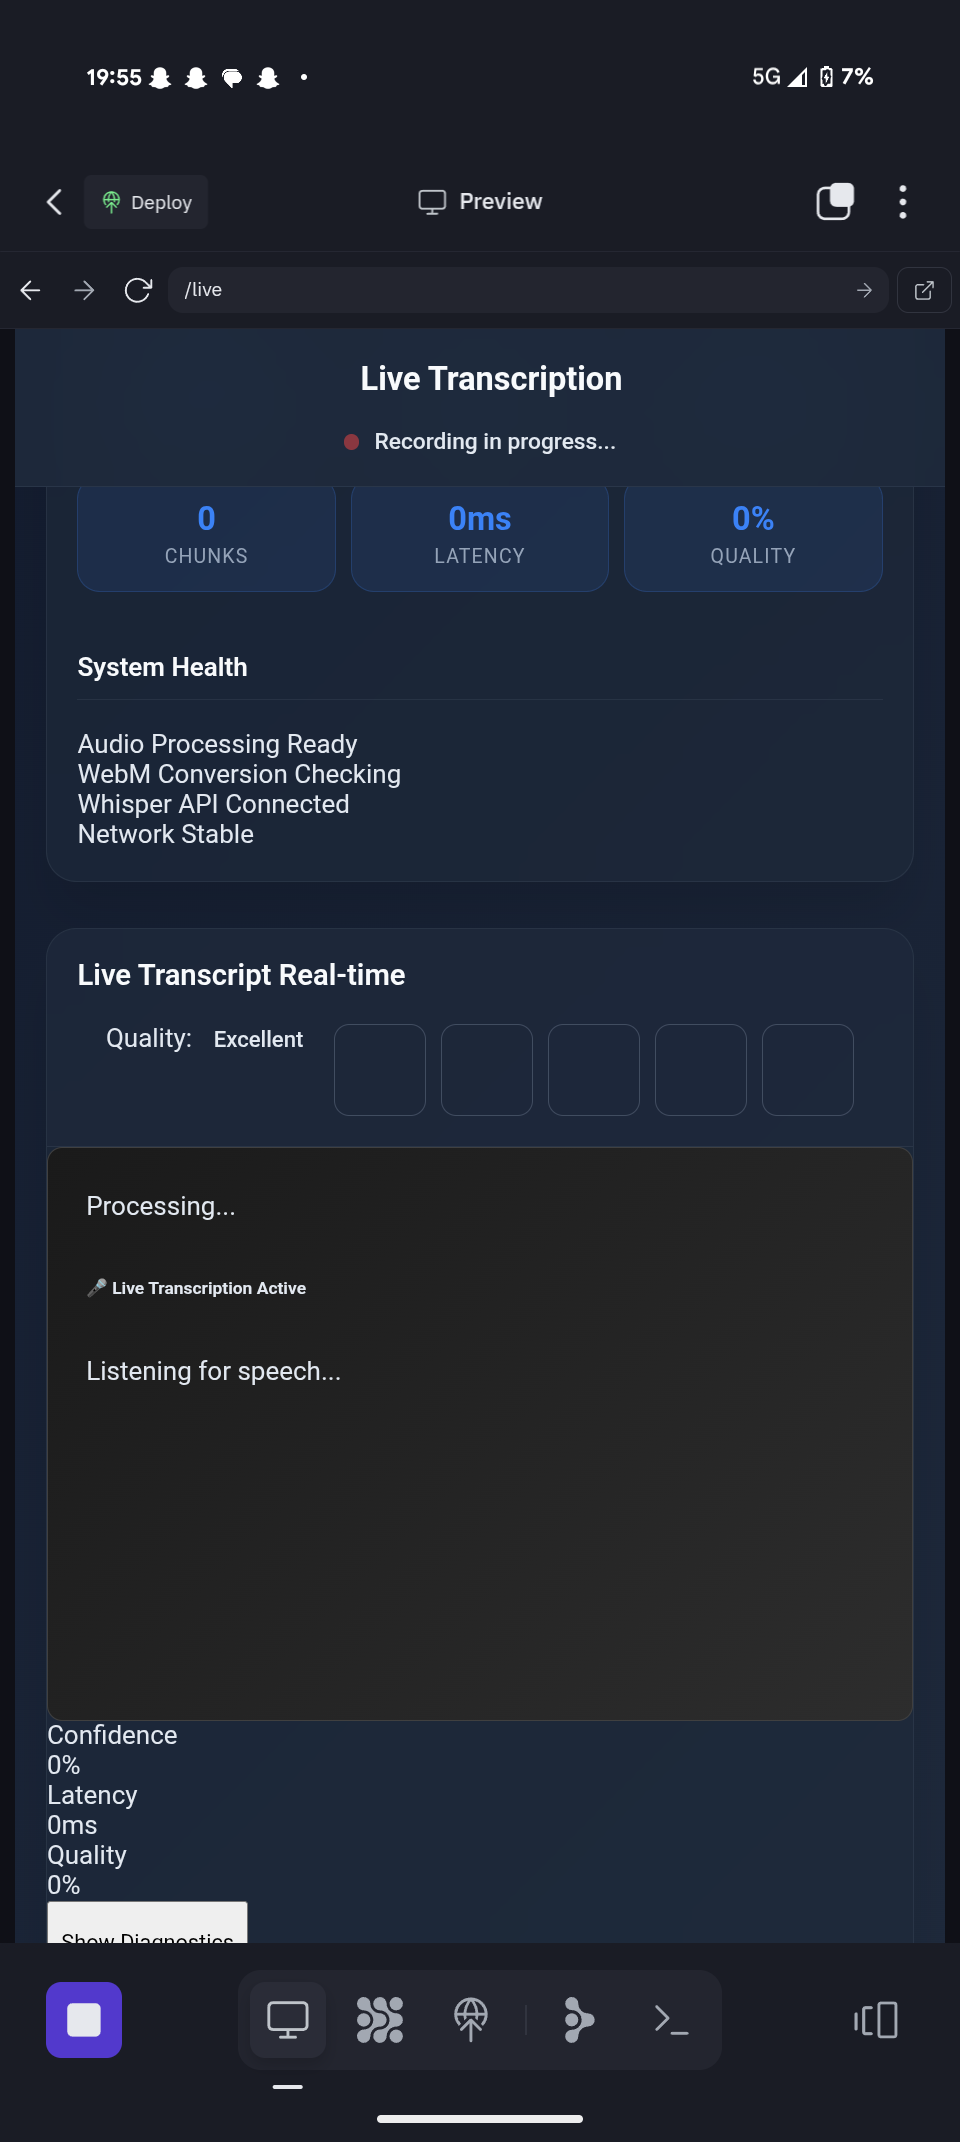 19:55
5G 7%
Deploy
Preview
/live
Live Transcription
Recording in progress...
0
CHUNKS
0ms
LATENCY
0%
QUALITY
System Health
Audio Processing Ready
WebM Conversion Checking
Whisper API Connected
Network Stable
Live Transcript Real-time
Quality: Excellent
Processing...
🎤 Live Transcription Active
Listening for speech...
Confidence
0%
Latency
0ms
Quality
0%
Show Diagnostics